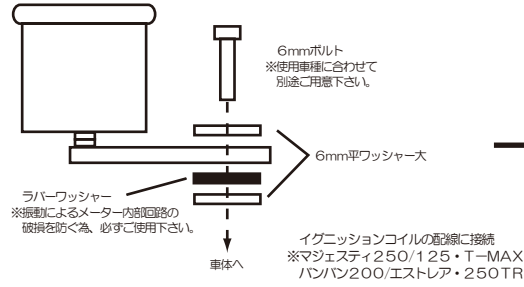 6mmボルト
※使用車種に合わせて
別途ご用意下さい。
6mm平ワッシャー大
ラバーワッシャー
※振動によるメーター内部回路の
破損を防ぐ為、必ずご使用下さい。
車体へ
イグニッションコイルの配線に接続
※マジェスティ250/125・T-MAX
バンバン200/エストレア・250TR